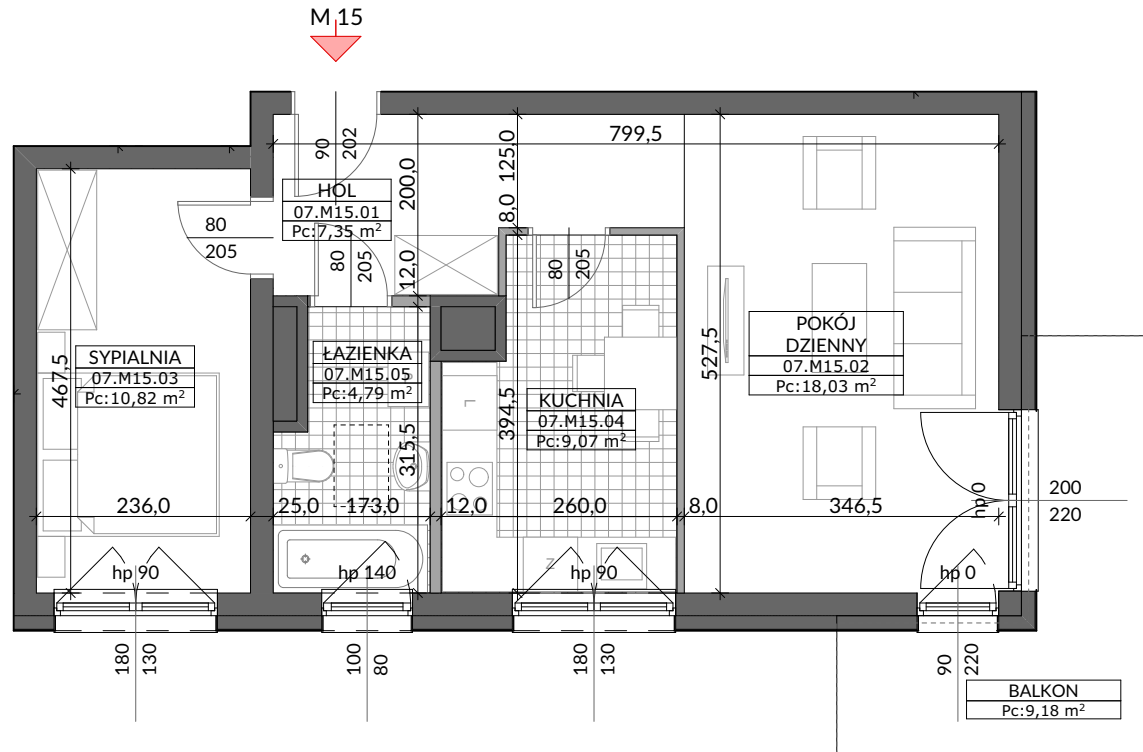 M 15
799,5
90
202
200,0
125,0
HOL
07.M15.01
Pc:7,35 m²
80
205
80
205
12,0
8,0
80
205
467,5
SYPIALNIA
07.M15.03
Pc:10,82 m²
ŁAZIENKA
07.M15.05
Pc:4,79 m²
315,5
L
394,5
KUCHNIA
07.M15.04
Pc:9,07 m²
527,5
POKÓJ
DZIENNY
07.M15.02
Pc:18,03 m²
236,0
25,0
173,0
12,0
260,0
8,0
346,5
hp 0
200
220
hp 90
hp 140
Z
hp 90
hp 0
180
130
100
80
180
130
90
220
BALKON
Pc:9,18 m²